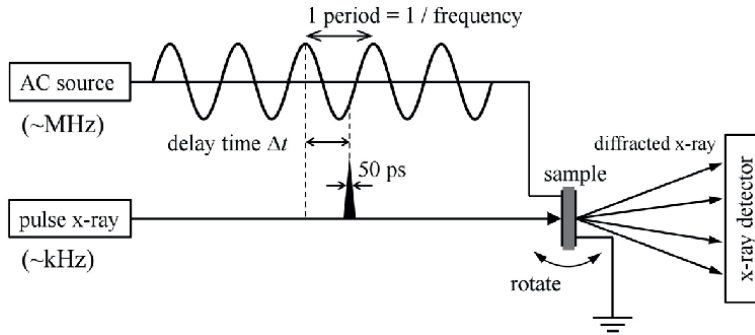 1 period = 1 / frequency
AC source
(~MHz)
delay time Δt
50 ps
pulse x-ray
(~kHz)
diffracted x-ray
sample
rotate
x-ray detector